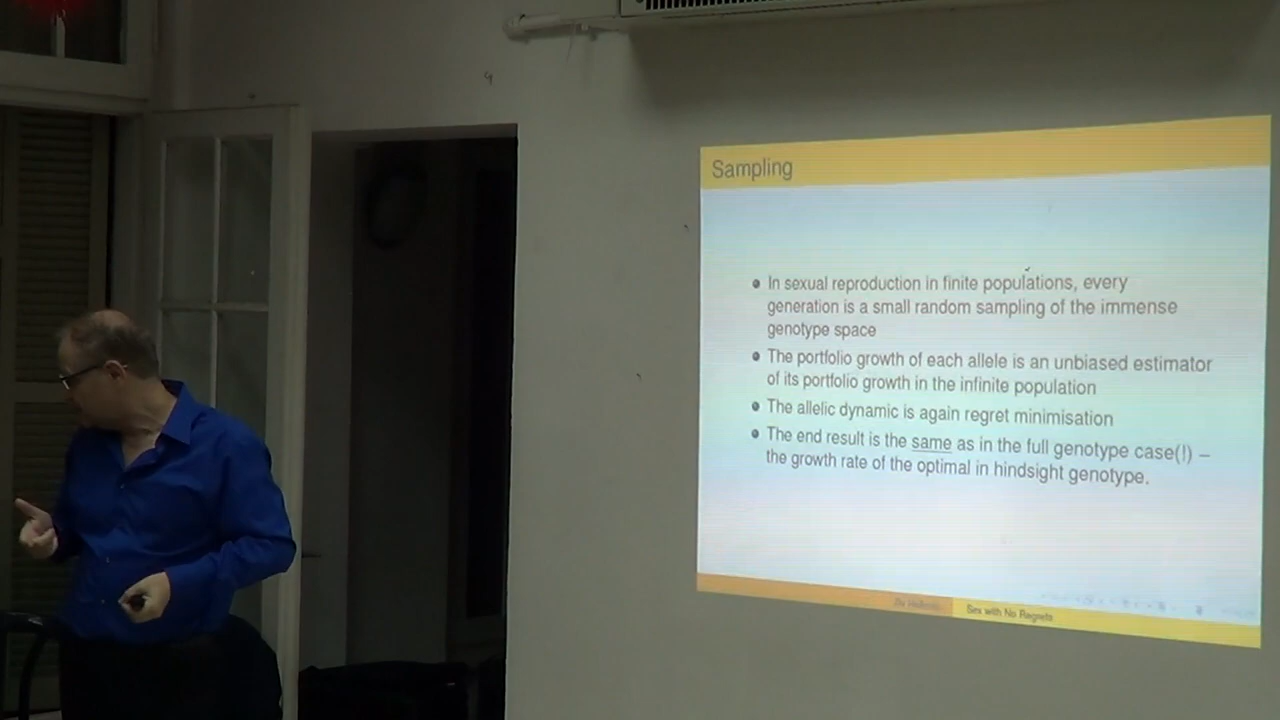 Sampling
In sexual reproduction in finite populations, every
generation is a small random sampling of the immense
genotype space
The portfolio growth of each allele is an unbiased estimator
of its portfolio growth in the infinite population
The allelic dynamic is again regret minimisation
The end result is the same as in the full genotype case(!) –
the growth rate of the optimal in hindsight genotype.
Sex with No Regrets